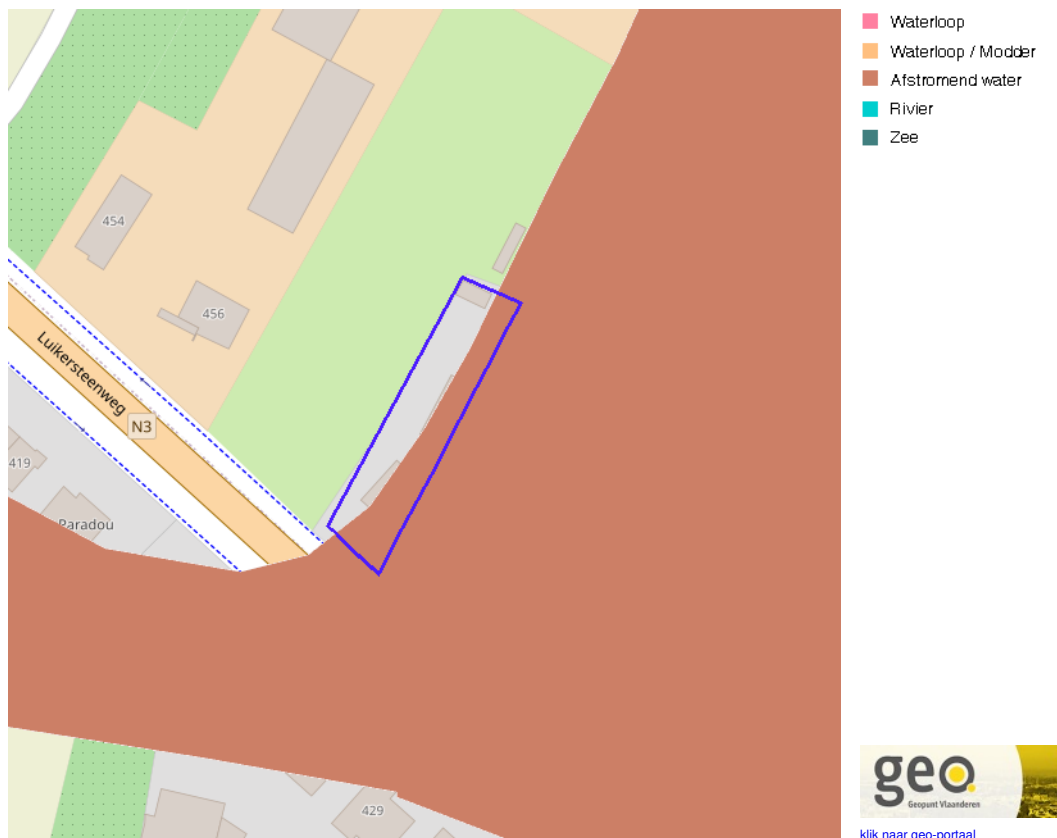 Waterloop
Waterloop / Modder
Afstromend water
Rivier
Zee
454
456
Luikersteenweg
N3
419
Paradou
429
geo.
Geopunt Vlaanderen
klik naar geo-portaal